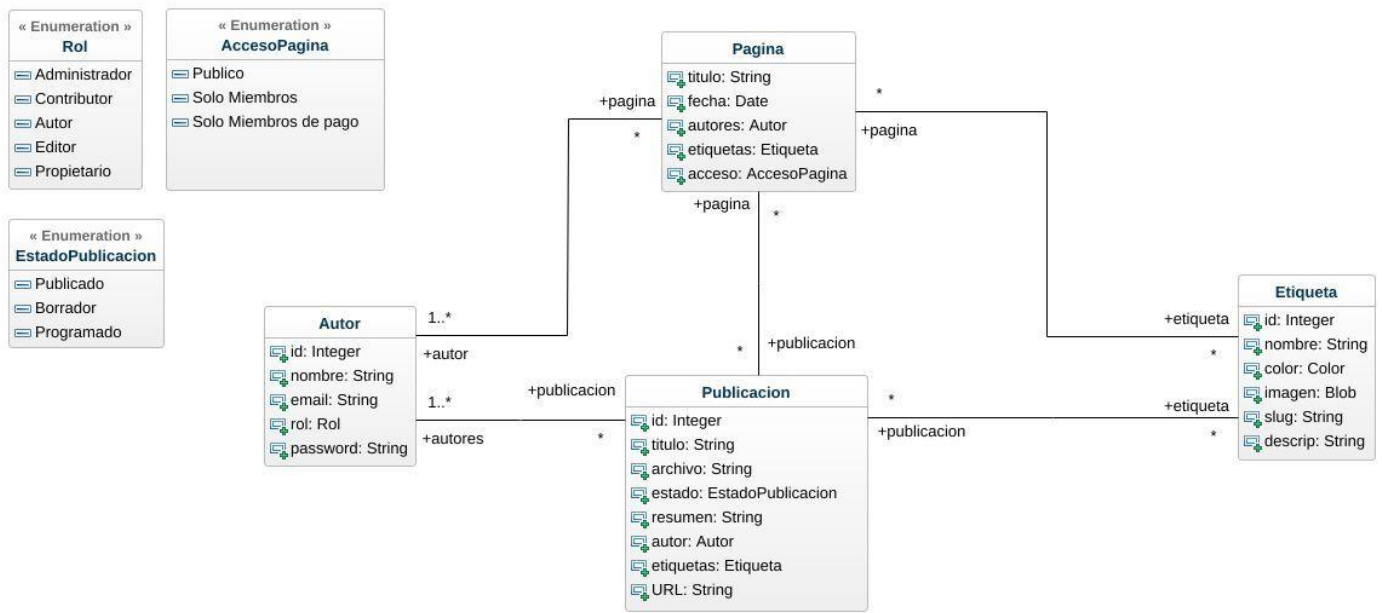 « Enumeration »
Rol
Administrador
Contributor
Autor
Editor
Propietario
« Enumeration »
AccesoPagina
Publico
Solo Miembros
Solo Miembros de pago
« Enumeration »
EstadoPublicacion
Publicado
Borrador
Programado
Pagina
titulo: String
fecha: Date
autores: Autor
etiquetas: Etiqueta
acceso: AccesoPagina
+pagina
*
*
+pagina
+pagina
*
Autor
id: Integer
nombre: String
email: String
rol: Rol
password: String
1..*
+autor
1..*
+autores
+publicacion
*
*
+publicacion
Publicacion
id: Integer
titulo: String
archivo: String
estado: EstadoPublicacion
resumen: String
autor: Autor
etiquetas: Etiqueta
URL: String
*
+publicacion
+etiqueta
*
+etiqueta
*
Etiqueta
id: Integer
nombre: String
color: Color
imagen: Blob
slug: String
descrip: String